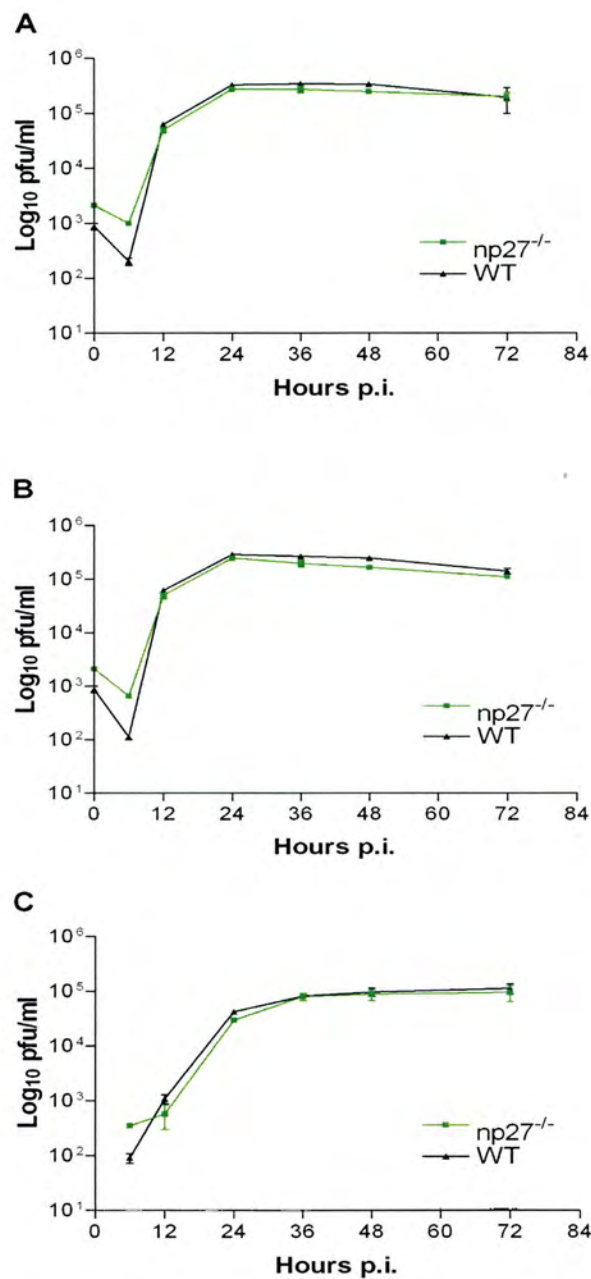 A
Log₁₀ pfu/ml
10⁶
10⁵
10⁴
10³
10²
10¹
np27⁻/⁻
WT
0 12 24 36 48 60 72 84
Hours p.i.
B
Log₁₀ pfu/ml
10⁶
10⁵
10⁴
10³
10²
10¹
np27⁻/⁻
WT
0 12 24 36 48 60 72 84
Hours p.i.
C
Log₁₀ pfu/ml
10⁶
10⁵
10⁴
10³
10²
10¹
np27⁻/⁻
WT
0 12 24 36 48 60 72 84
Hours p.i.